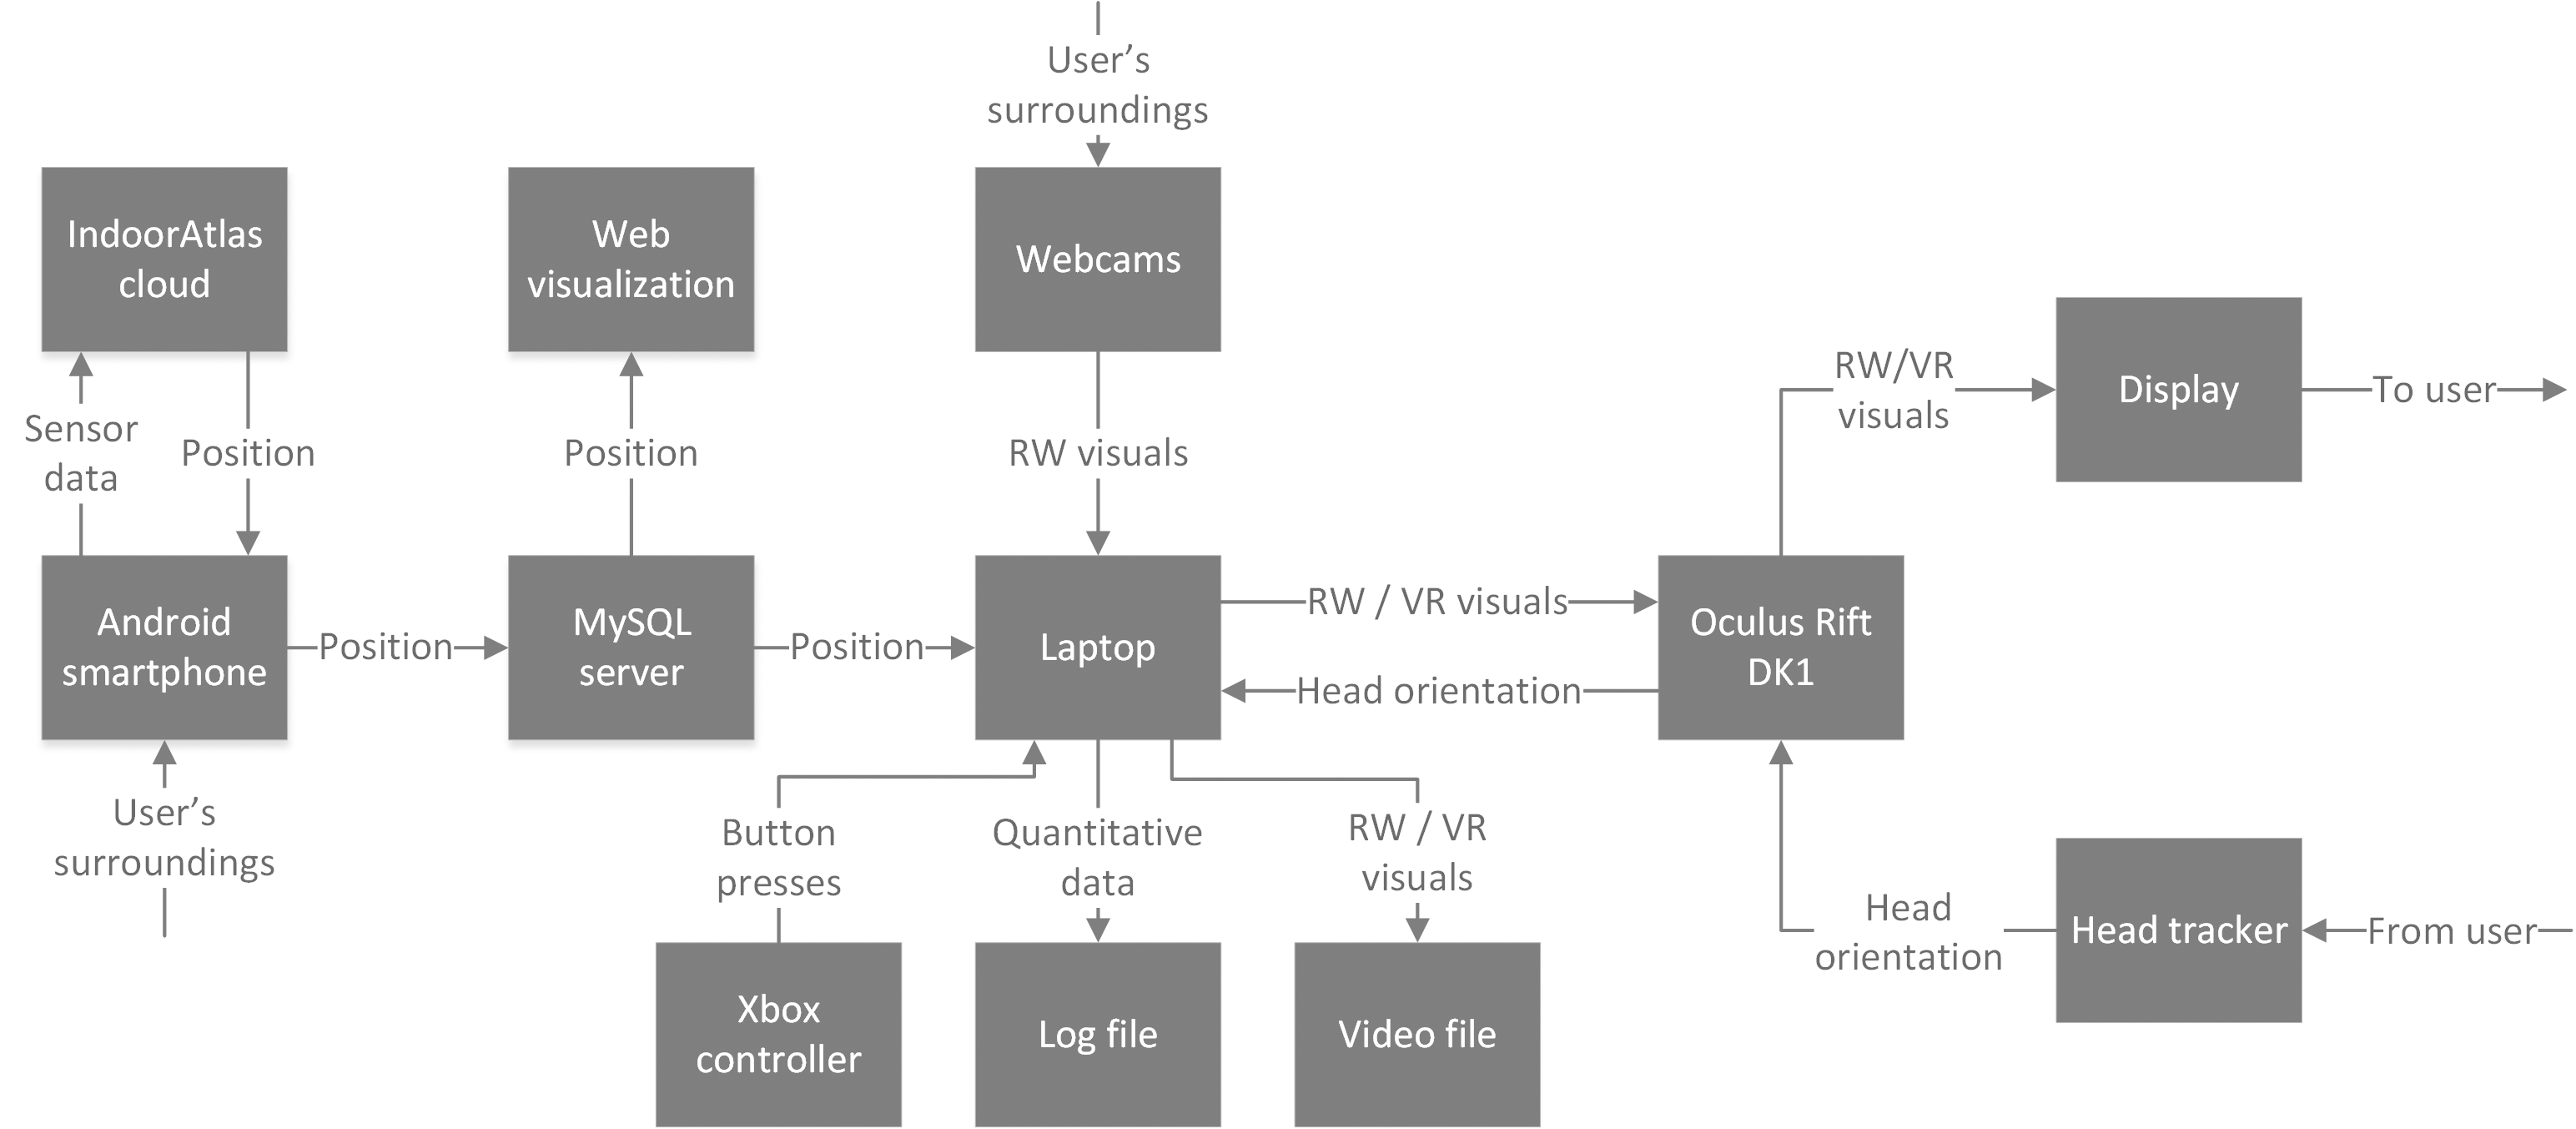 User’s
surroundings
IndoorAtlas
cloud
Web
visualization
Webcams
Sensor
data
Position
Position
RW visuals
RW/VR
visuals
Display
To user
Android
smartphone
Position
MySQL
server
Position
Laptop
RW / VR visuals
Head orientation
Oculus Rift
DK1
User’s
surroundings
Button
presses
Quantitative
data
RW / VR
visuals
Head
orientation
Head tracker
From user
Xbox
controller
Log file
Video file